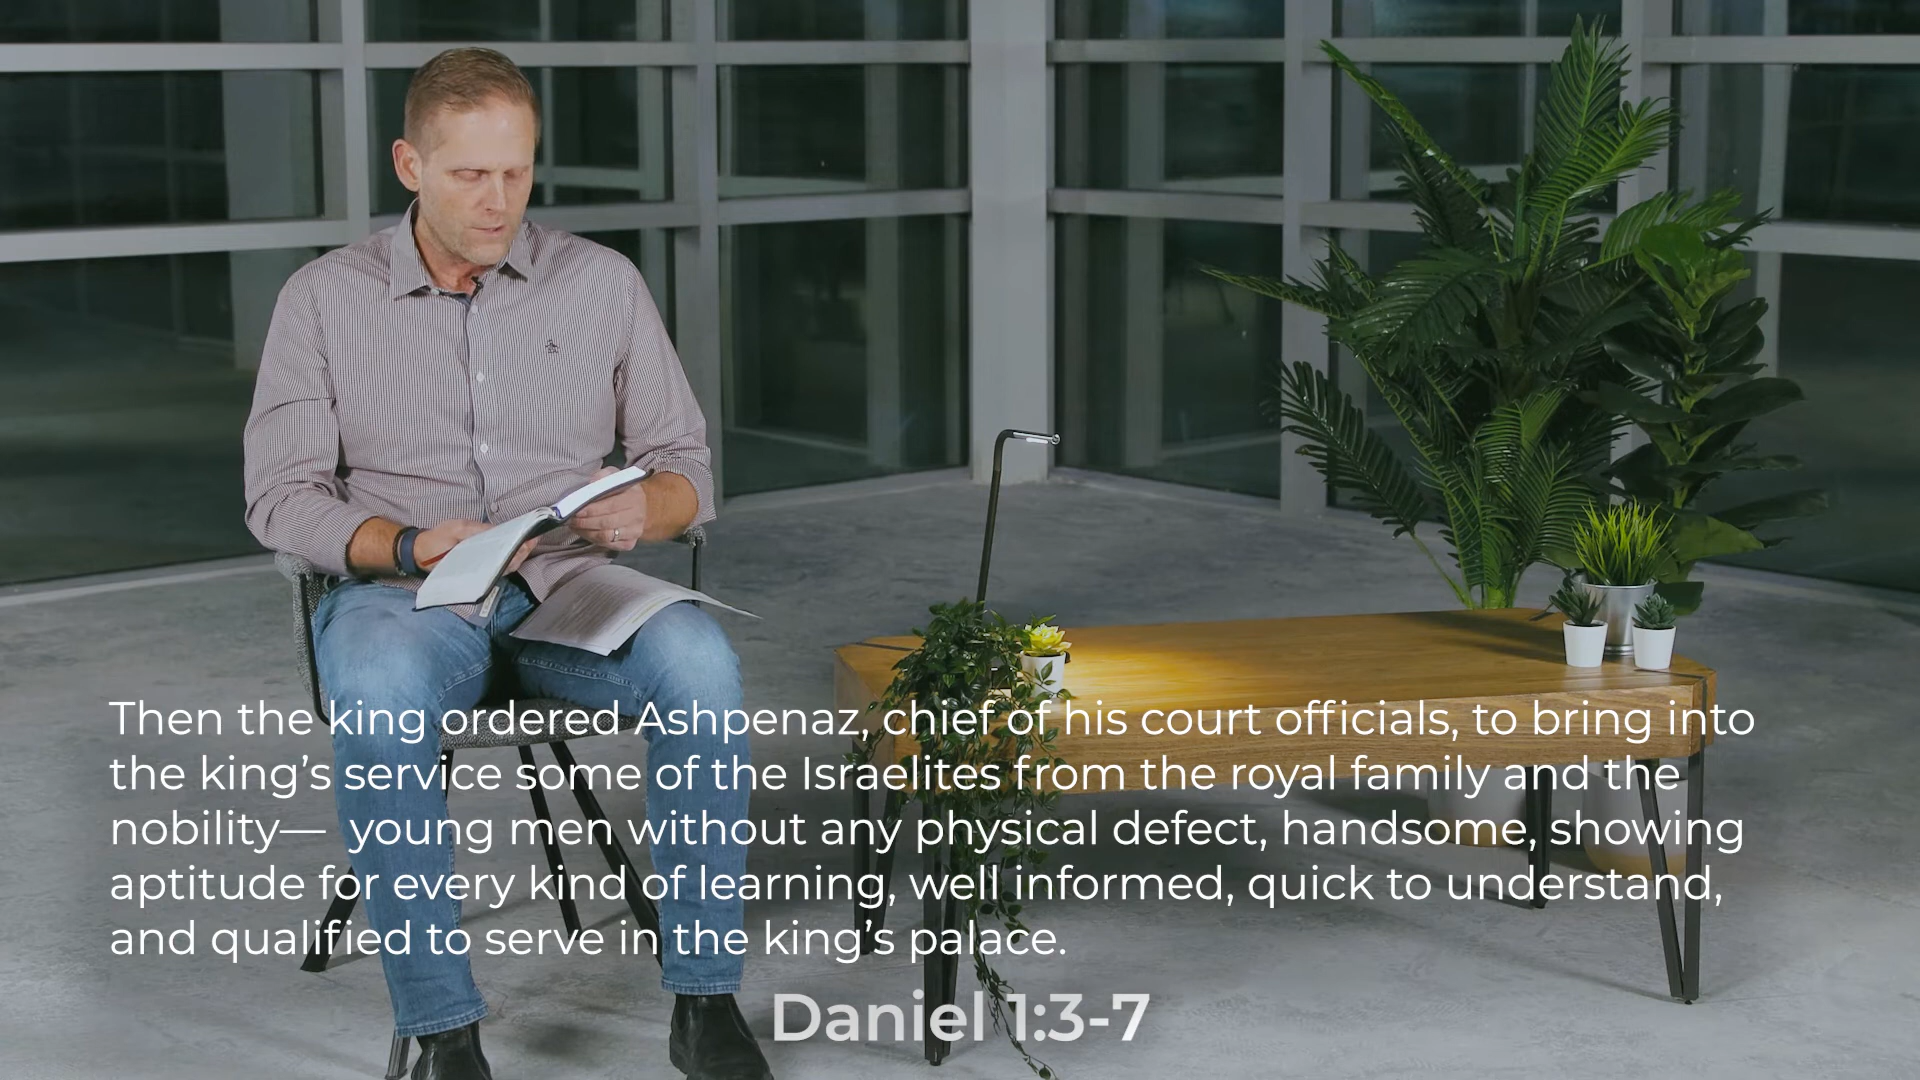 Then the king ordered Ashpenaz, chief of his court officials, to bring into
the king’s service some of the Israelites from the royal family and the
nobility— young men without any physical defect, handsome, showing
aptitude for every kind of learning, well informed, quick to understand,
and qualified to serve in the king’s palace.
Daniel 1:3-7